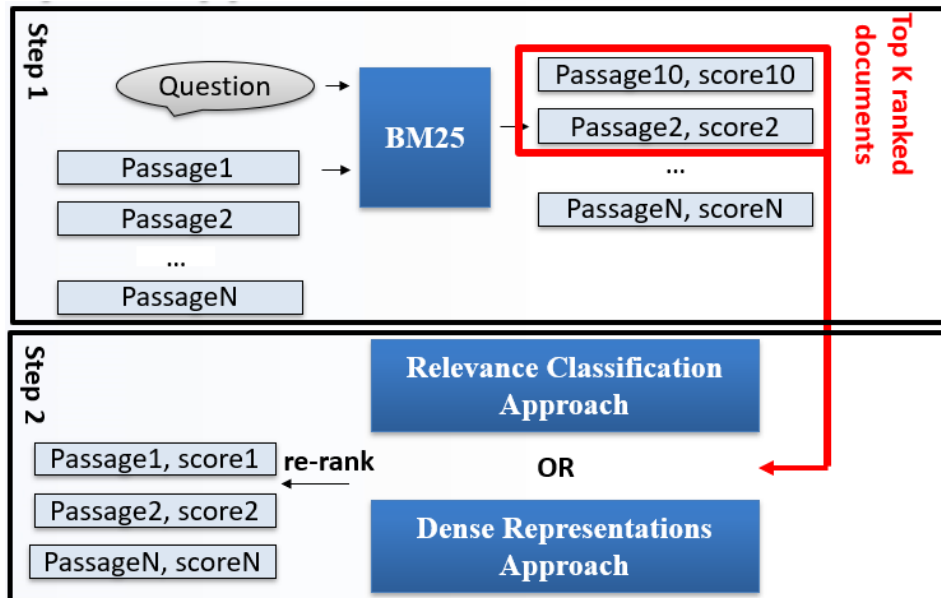 Step 1
Question
Passage1
Passage2
...
PassageN
BM25
Passage10, score10
Passage2, score2
...
PassageN, scoreN
Top K ranked
documents
Step 2
Relevance Classification
Approach
OR
Dense Representations
Approach
re-rank
Passage1, score1
Passage2, score2
PassageN, scoreN